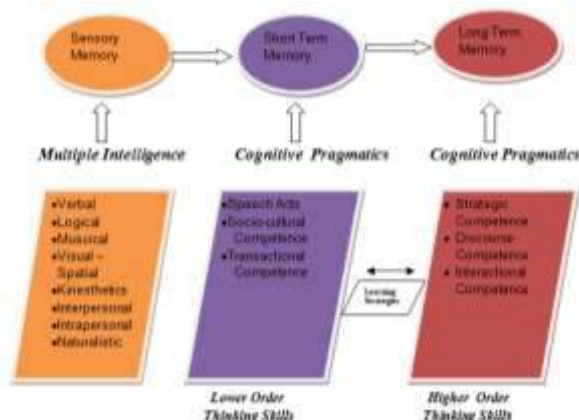 Sensory
Memory
Short Term
Memory
Long Term
Memory
Multiple Intelligence
Cognitive Pragmatics
Cognitive Pragmatics
•Verbal
•Logical
•Muscical
•Visual –
Spatial
•Kinesthetics
•Interpersonal
•Intrapersonal
•Naturalistic
•Speech Acts
•Socio-cultural
Competence
•Transactional
Competence
Learning
Strategies
• Strategic
Competence
• Discourse
Competence
• Interactional
Competence
Lower Order
Thinking Skills
Higher Order
Thinking Skills